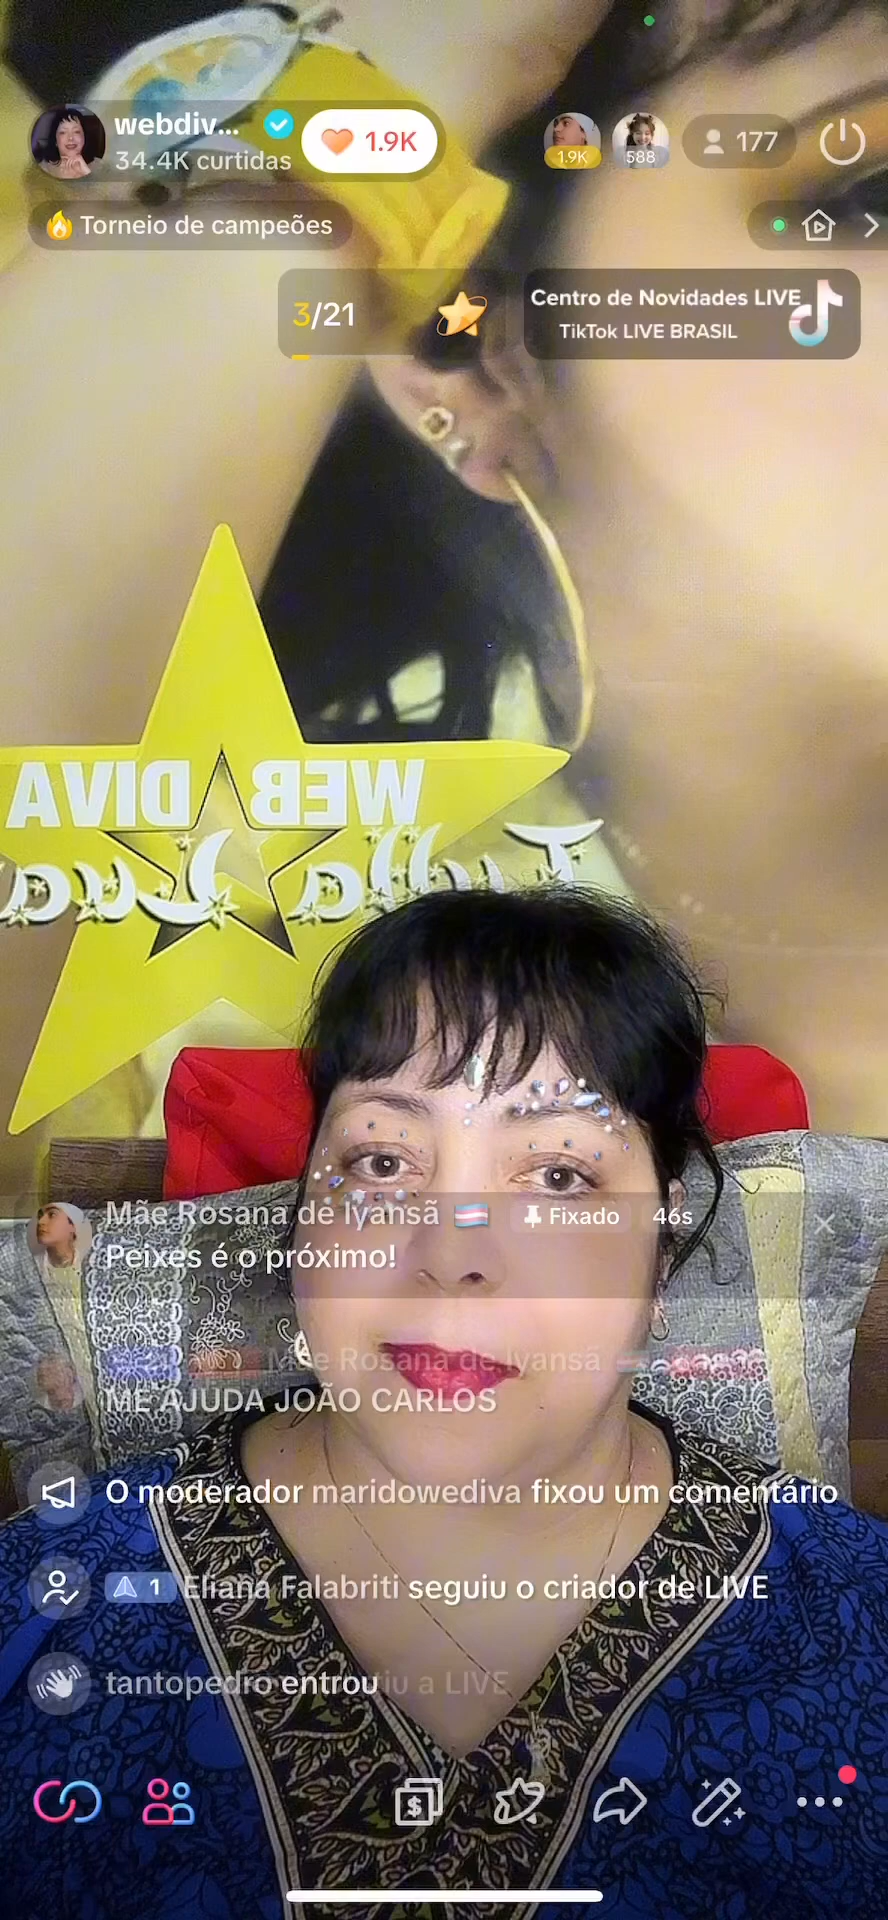 webdiv...
1.9K
34.4K curtidas
1.9K
588
177
Torneio de campeões
3/21
Centro de Novidades LIVE
TikTok LIVE BRASIL
WEB DIVA
Tulla Lua
Mãe Rosana de Iyansã
Fixado
46s
Peixes é o próximo!
Mãe Rosana de Iyansã
ME AJUDA JOÃO CARLOS
O moderador maridowediva fixou um comentário
1 Eliana Falabriti seguiu o criador de LIVE
tantopedro entrou